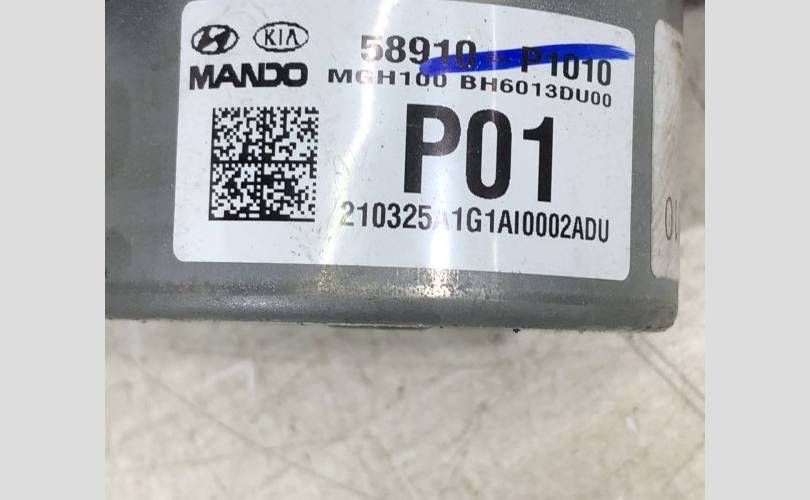 KIA
58910 - P1010
MANDO
MGH100 BH6013DU00
P01
210325A1G1AI0002ADU